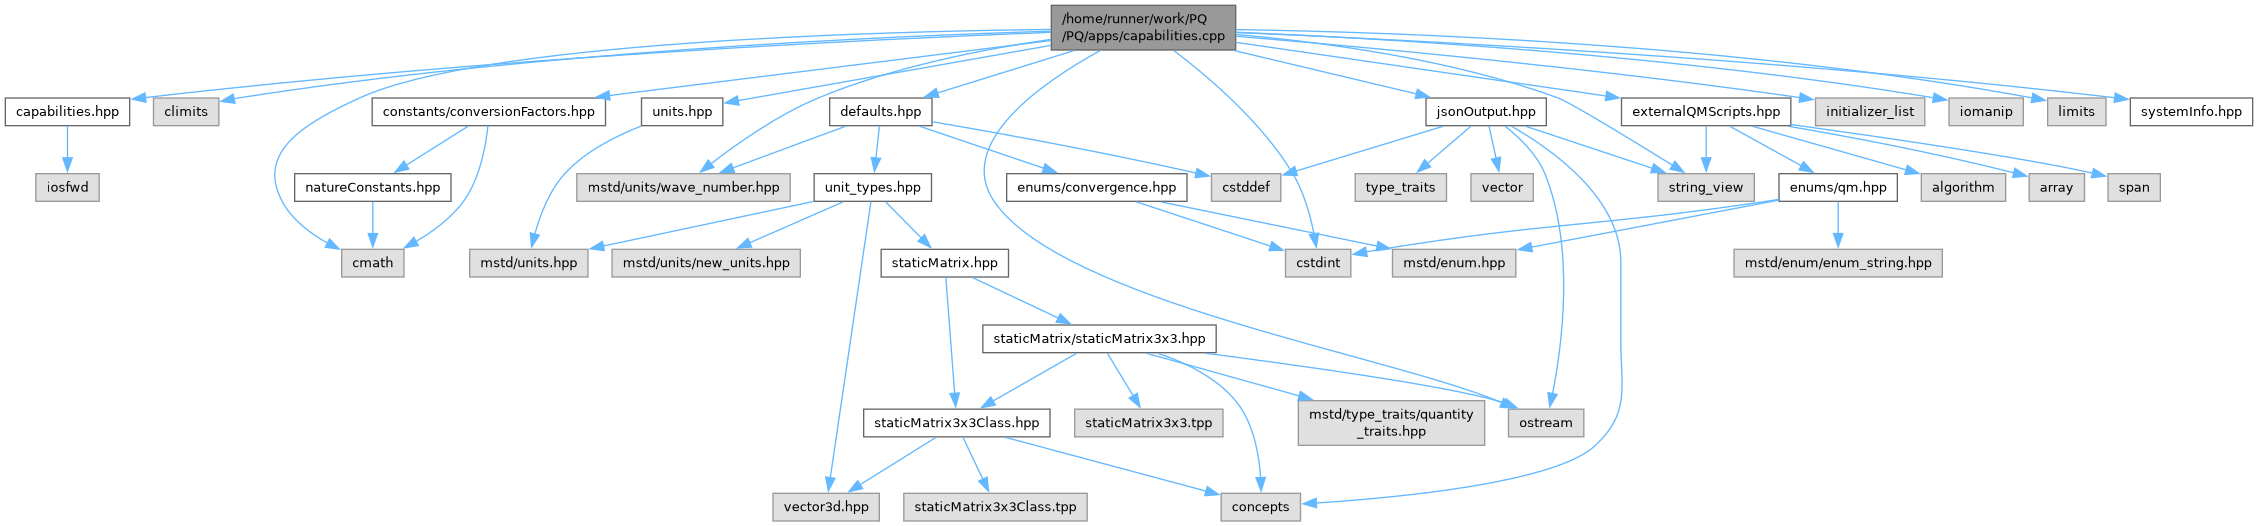 /home/runner/work/PQ
/PQ/apps/capabilities.cpp
capabilities.hpp
climits
constants/conversionFactors.hpp
units.hpp
defaults.hpp
jsonOutput.hpp
externalQMScripts.hpp
initializer_list
iomanip
limits
systemInfo.hpp
iosfwd
natureConstants.hpp
mstd/units/wave_number.hpp
unit_types.hpp
enums/convergence.hpp
cstddef
type_traits
vector
string_view
enums/qm.hpp
algorithm
array
span
cmath
mstd/units.hpp
mstd/units/new_units.hpp
staticMatrix.hpp
cstdint
mstd/enum.hpp
mstd/enum/enum_string.hpp
staticMatrix/staticMatrix3x3.hpp
staticMatrix3x3Class.hpp
staticMatrix3x3.tpp
mstd/type_traits/quantity
_traits.hpp
ostream
vector3d.hpp
staticMatrix3x3Class.tpp
concepts